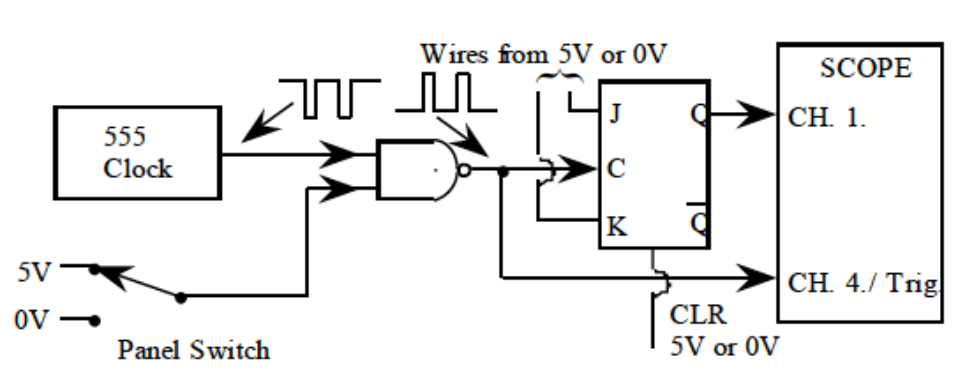 Wires from 5V or 0V
SCOPE
555
Clock
J
Q
CH. 1.
C
K
Q
5V
0V
CH. 4./ Trig.
CLR
5V or 0V
Panel Switch